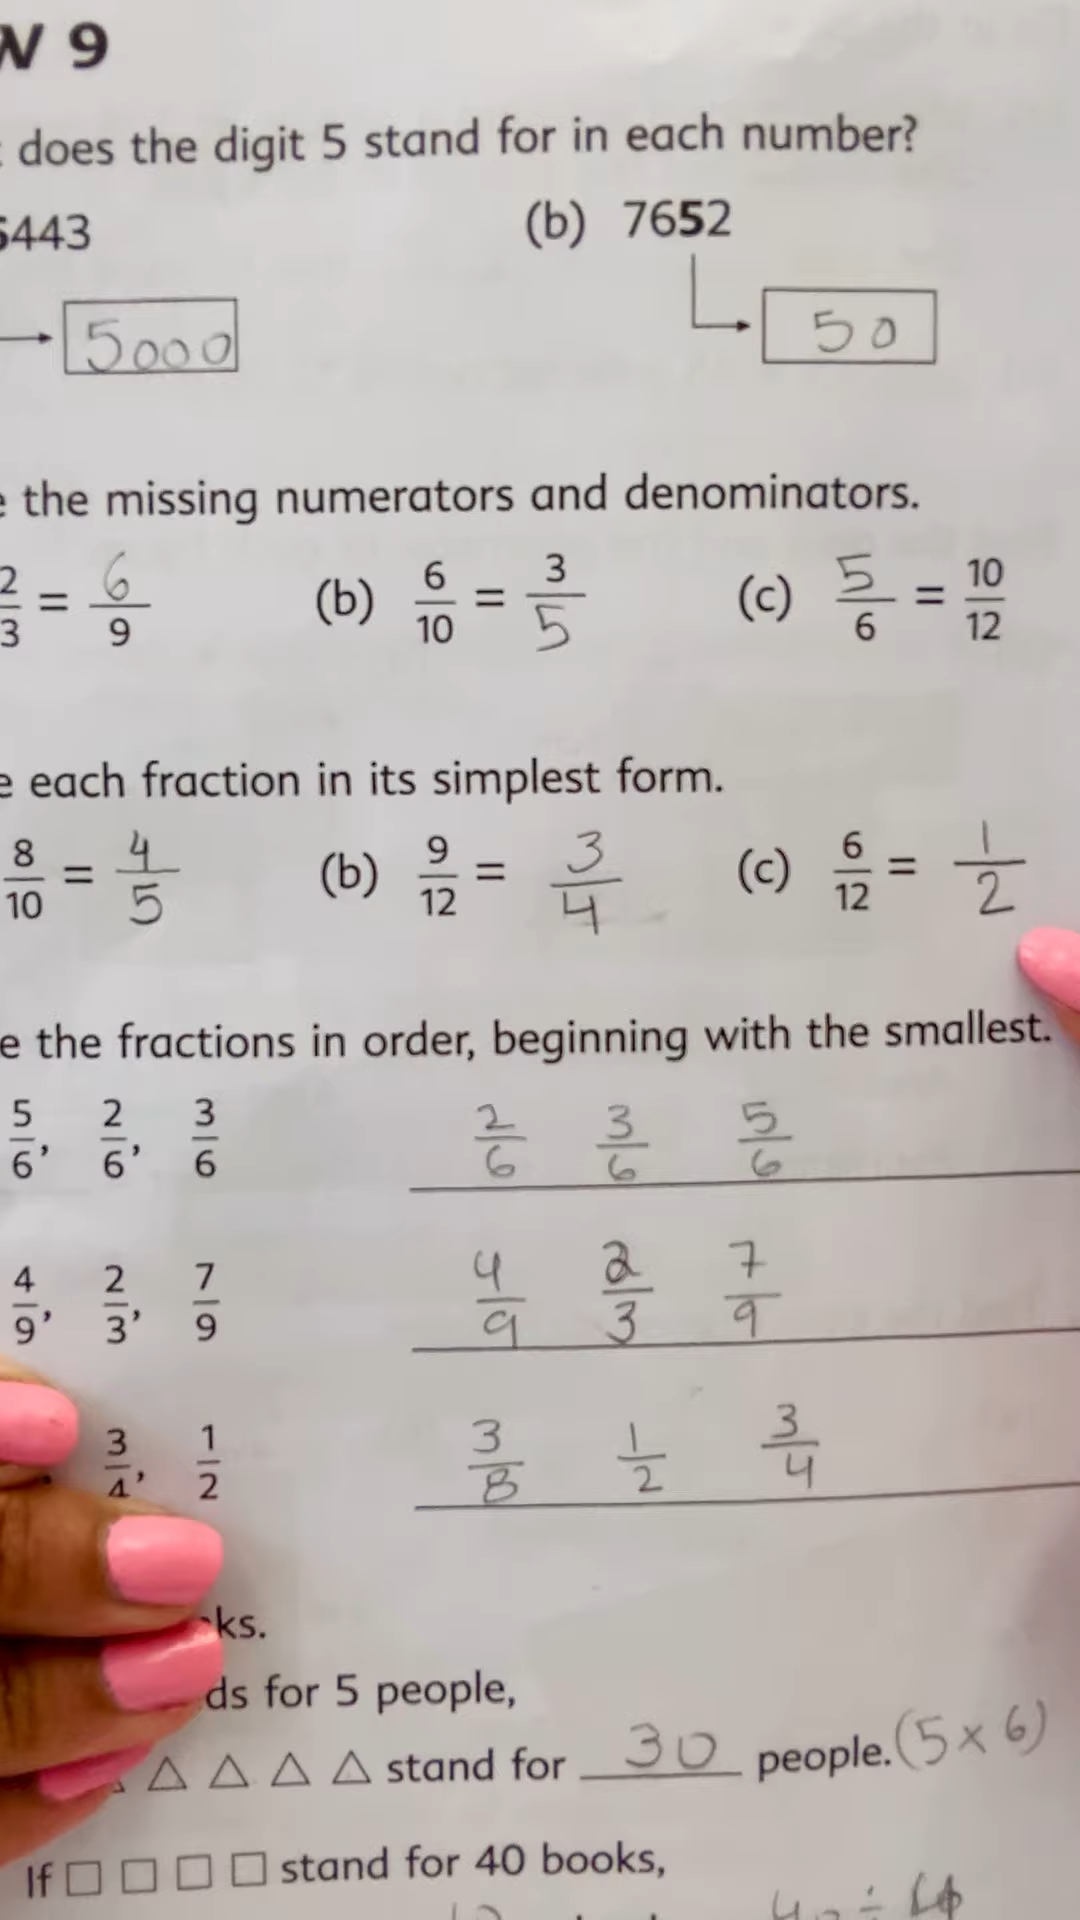 9
does the digit 5 stand for in each number?
5443 (b) 7652
5000 50
the missing numerators and denominators.
2/3 = 6/9 (b) 6/10 = 3/5 (c) 5/6 = 10/12
each fraction in its simplest form.
8/10 = 4/5 (b) 9/12 = 3/4 (c) 6/12 = 1/2
the fractions in order, beginning with the smallest.
5/6, 2/6, 3/6 2/6 3/6 5/6
4/9, 2/3, 7/9 4/9 2/3 7/9
3/4, 1/2 3/8 1/2 3/4
for 5 people,
stand for 30 people. (5 × 6)
If □ □ □ □ stand for 40 books,